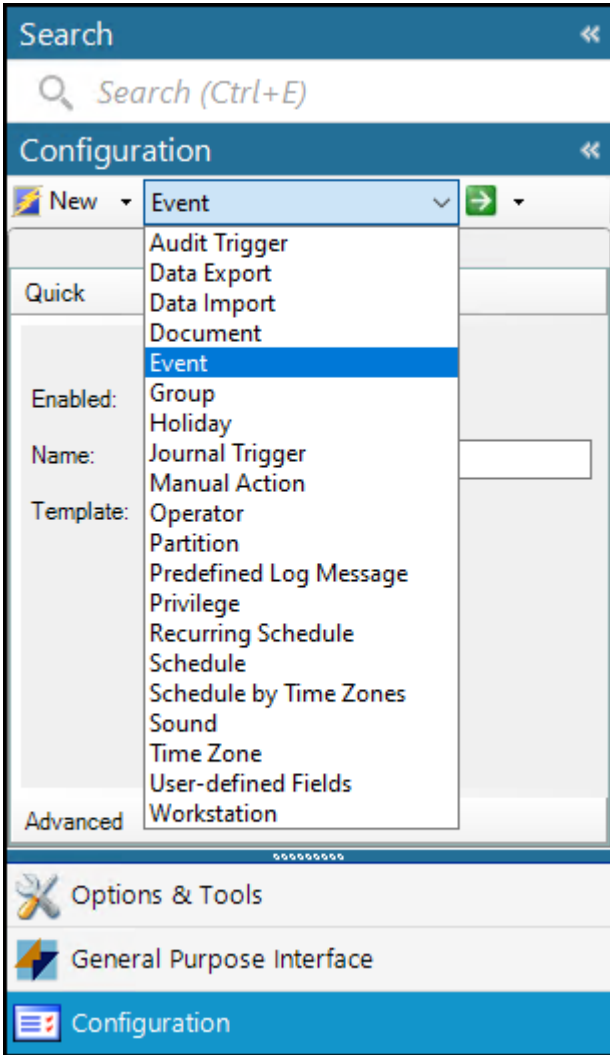 Search
Search (Ctrl+E)
Configuration
New Event
Audit Trigger
Data Export
Quick
Data Import
Document
Event
Enabled:
Group
Holiday
Name:
Journal Trigger
Manual Action
Template:
Operator
Partition
Predefined Log Message
Privilege
Recurring Schedule
Schedule
Schedule by Time Zones
Sound
Time Zone
User-defined Fields
Advanced
Workstation
Options & Tools
General Purpose Interface
Configuration